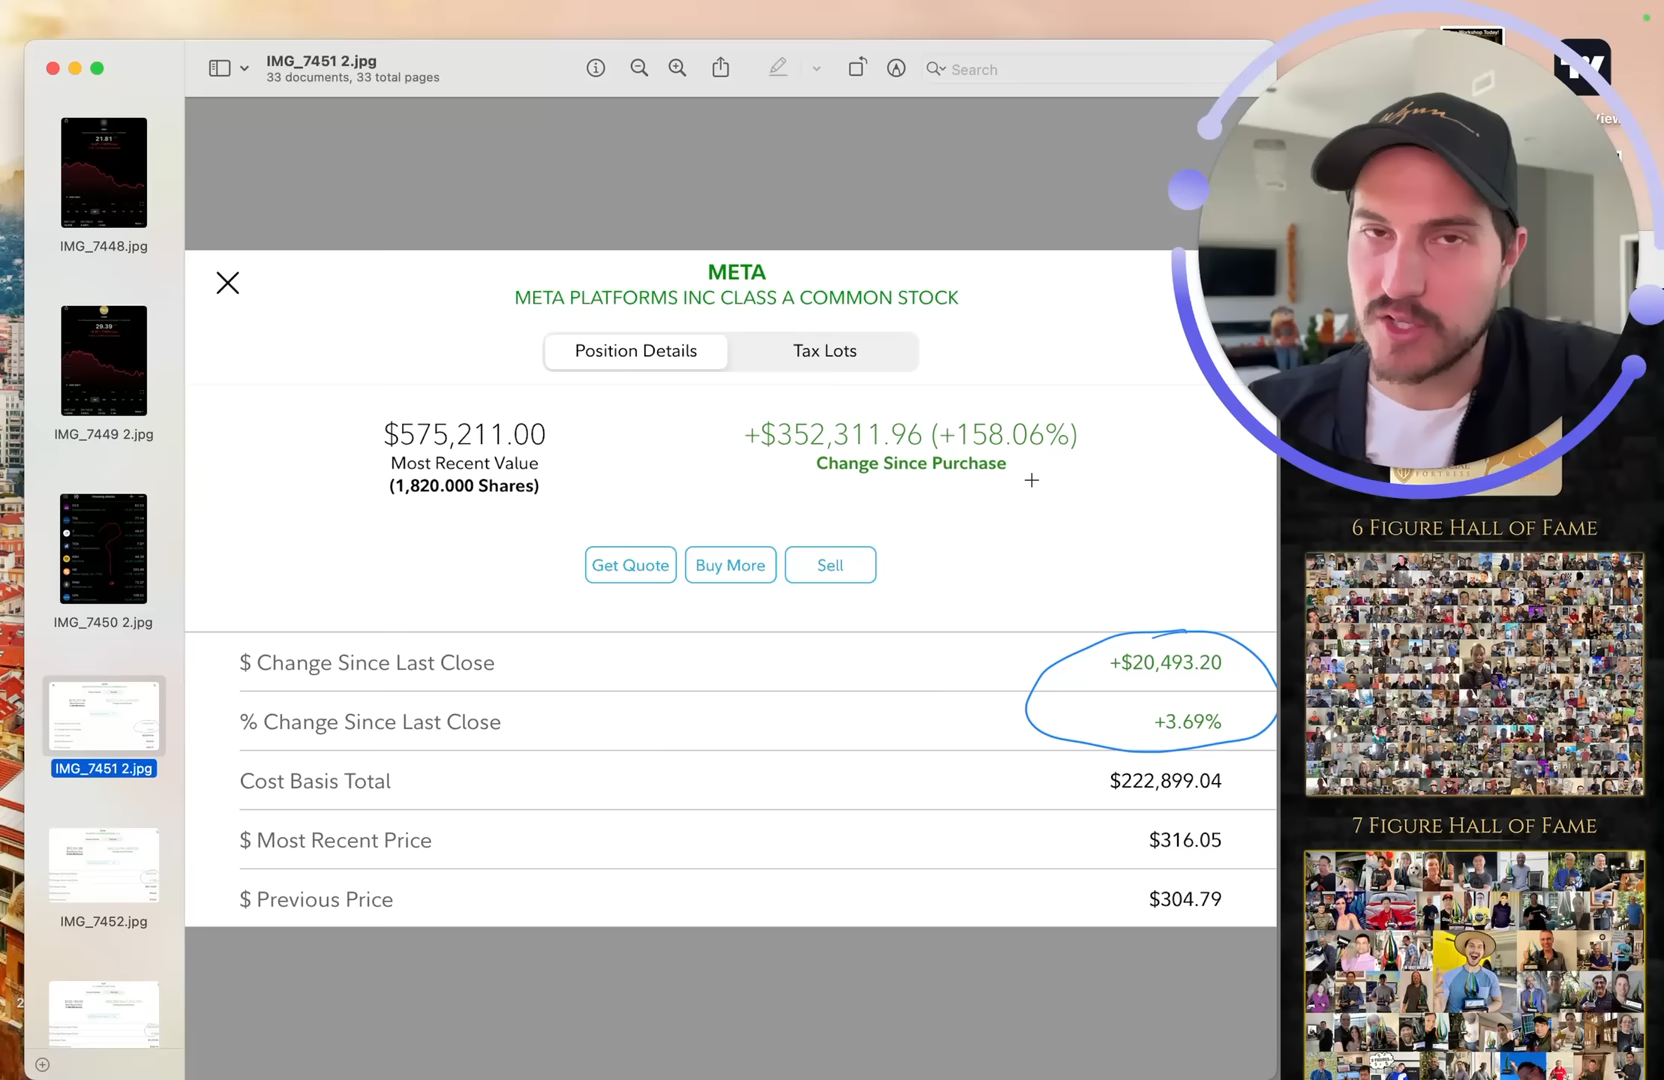 IMG_7451 2.jpg
33 documents, 33 total pages
Search
IMG_7448.jpg
IMG_7449 2.jpg
IMG_7450 2.jpg
IMG_7451 2.jpg
IMG_7452.jpg
META
META PLATFORMS INC CLASS A COMMON STOCK
Position Details
Tax Lots
$575,211.00
Most Recent Value
(1,820.000 Shares)
+$352,311.96 (+158.06%)
Change Since Purchase
Get Quote
Buy More
Sell
$ Change Since Last Close
+$20,493.20
% Change Since Last Close
+3.69%
Cost Basis Total
$222,899.04
$ Most Recent Price
$316.05
$ Previous Price
$304.79
6 FIGURE HALL OF FAME
7 FIGURE HALL OF FAME